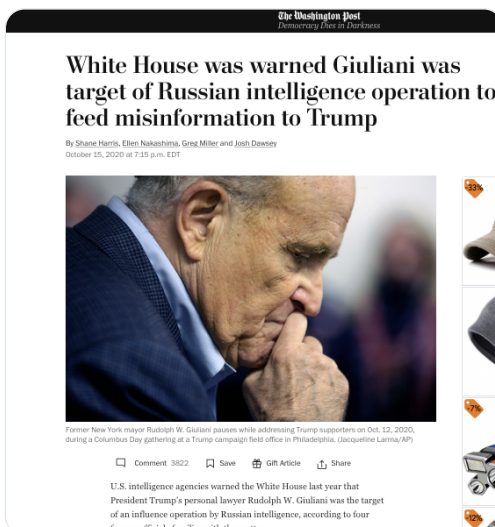 The Washington Post
Democracy Dies in Darkness
White House was warned Giuliani was
target of Russian intelligence operation to
feed misinformation to Trump
By Shane Harris, Ellen Nakashima, Greg Miller and Josh Dawsey
October 15, 2020 at 7:15 p.m. EDT
-33%
Former New York mayor Rudolph W. Giuliani pauses while addressing Trump supporters on Oct. 12, 2020,
during a Columbus Day gathering at a Trump campaign field office in Philadelphia. (Jacqueline Larma/AP)
-7%
Comment 3822 Save Gift Article Share
U.S. intelligence agencies warned the White House last year that
President Trump's personal lawyer Rudolph W. Giuliani was the target
of an influence operation by Russian intelligence, according to four
-12%